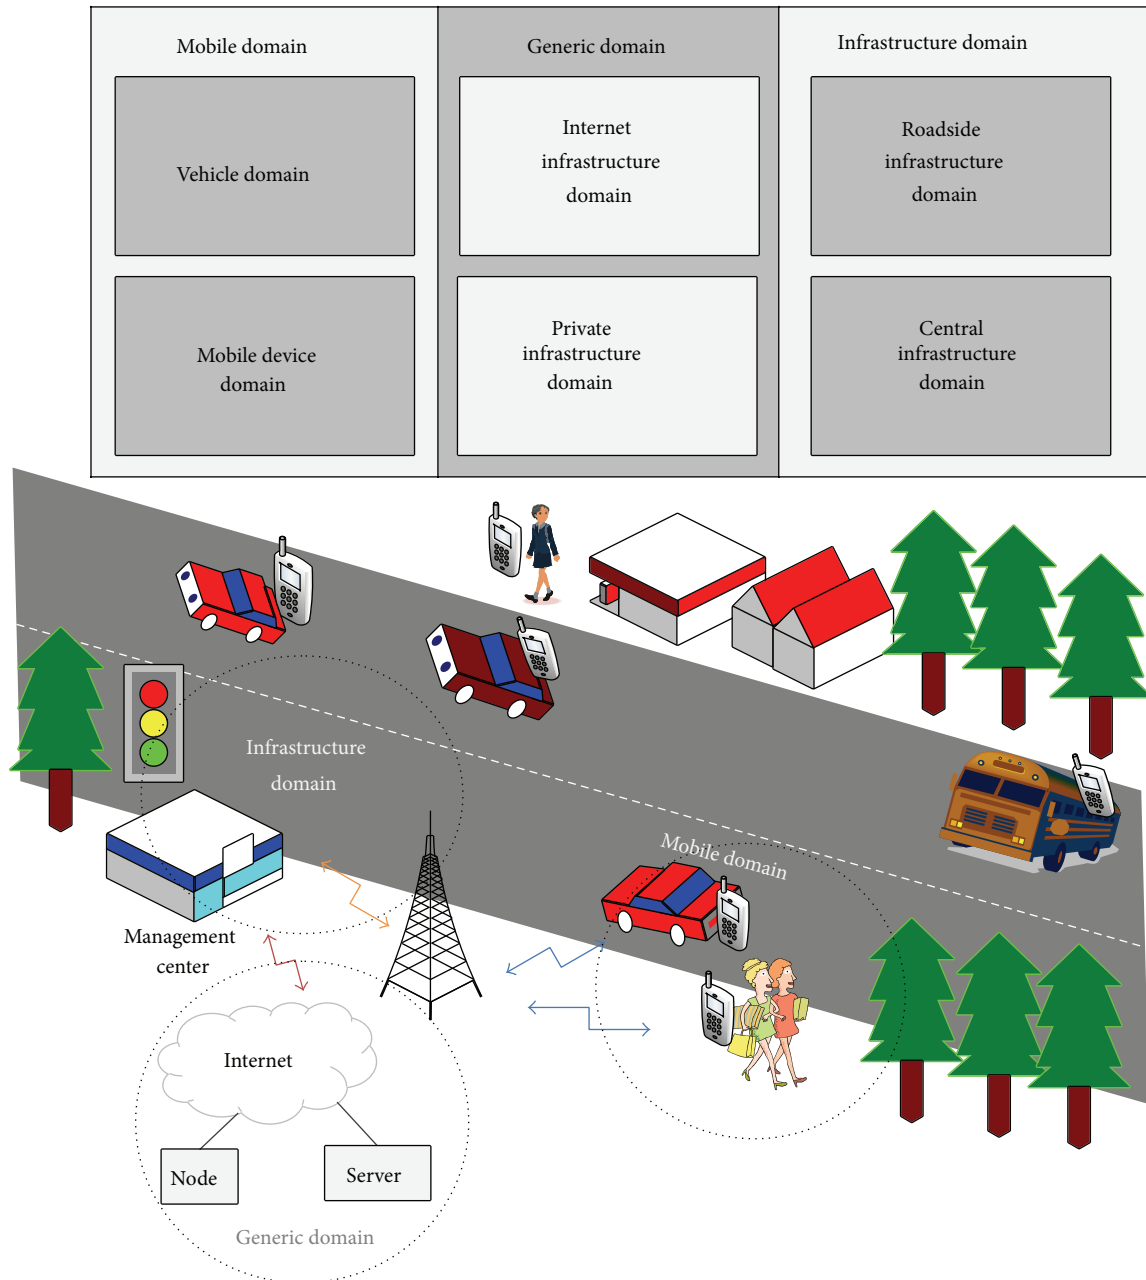 Mobile domain
Generic domain
Infrastructure domain
Vehicle domain
Internet
infrastructure
domain
Roadside
infrastructure
domain
Mobile device
domain
Private
infrastructure
domain
Central
infrastructure
domain
Infrastructure
domain
Mobile domain
Management
center
Internet
Node
Server
Generic domain